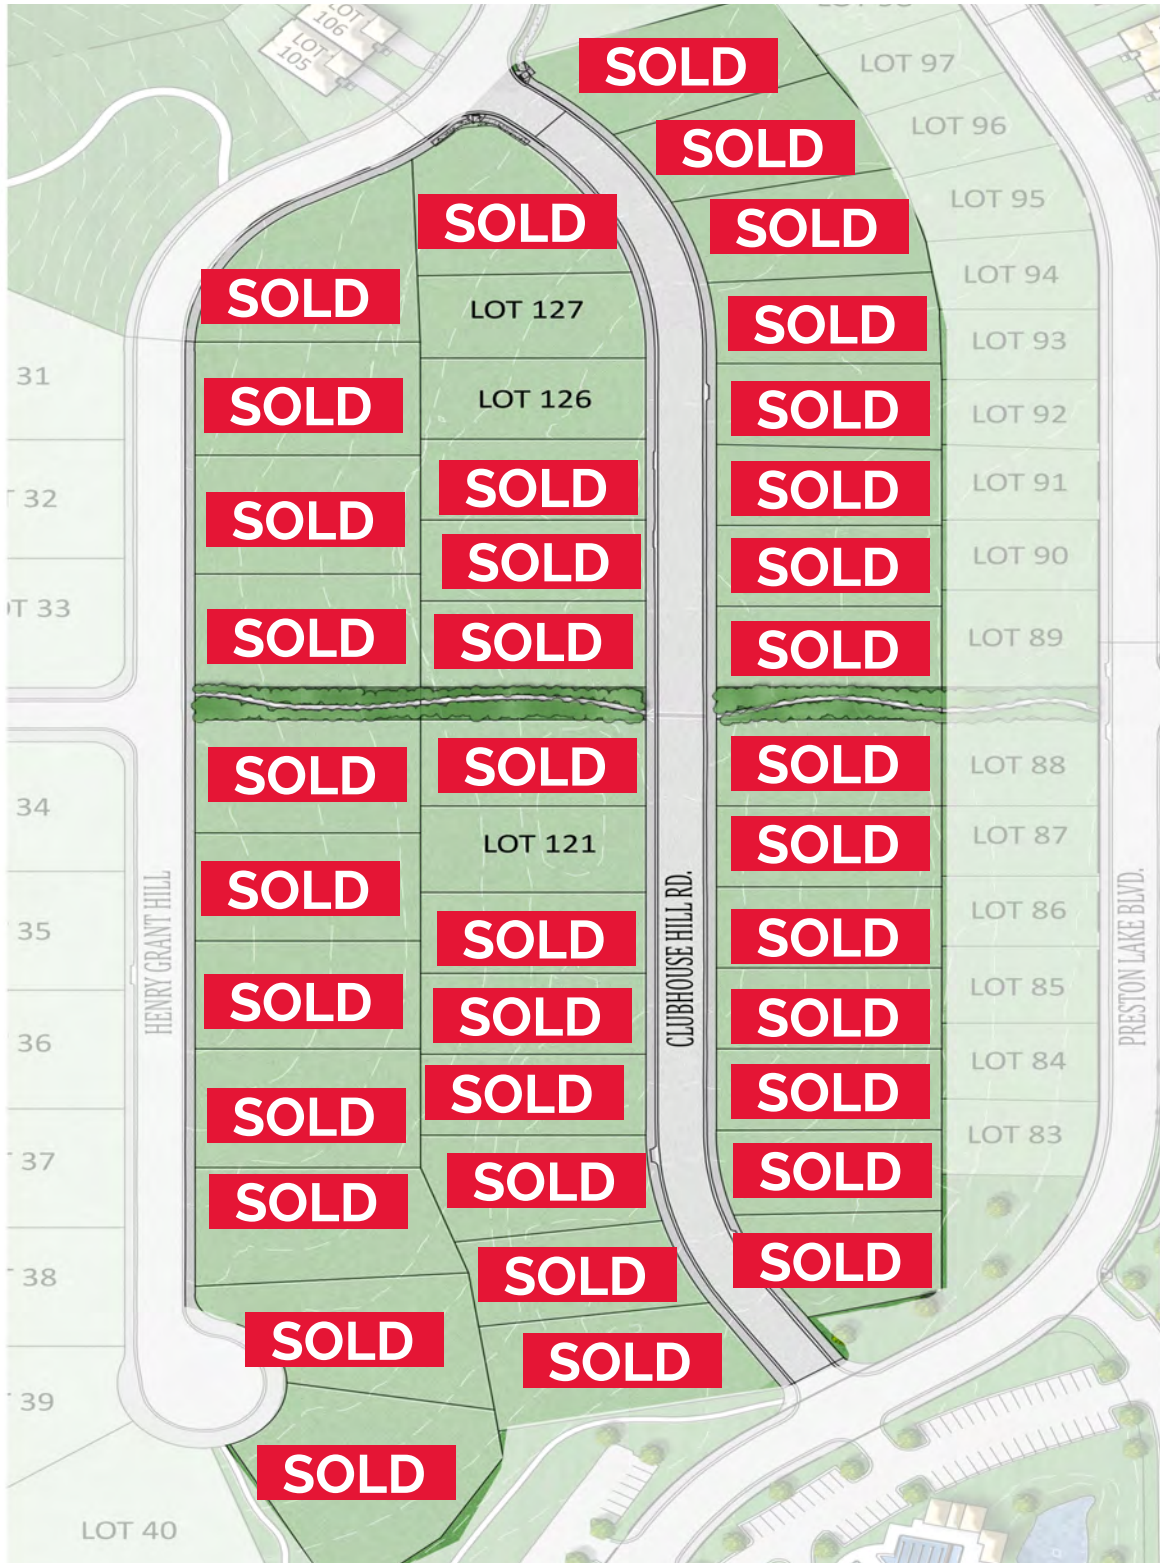 LOT
106
LOT
105
SOLD
LOT 97
SOLD
LOT 96
SOLD
SOLD
LOT 95
SOLD
LOT 94
LOT 127
SOLD
LOT 93
31
SOLD
LOT 126
SOLD
LOT 92
32
SOLD
SOLD
SOLD
LOT 91
SOLD
SOLD
LOT 90
33
SOLD
SOLD
SOLD
LOT 89
34
SOLD
SOLD
SOLD
LOT 88
LOT 121
SOLD
LOT 87
HENRY GRANT HILL
CLUBHOUSE HILL RD.
PRESTON LAKE BLVD.
35
SOLD
SOLD
SOLD
LOT 86
36
SOLD
SOLD
SOLD
LOT 85
SOLD
SOLD
SOLD
LOT 84
37
SOLD
SOLD
SOLD
LOT 83
38
SOLD
SOLD
39
SOLD
SOLD
SOLD
LOT 40